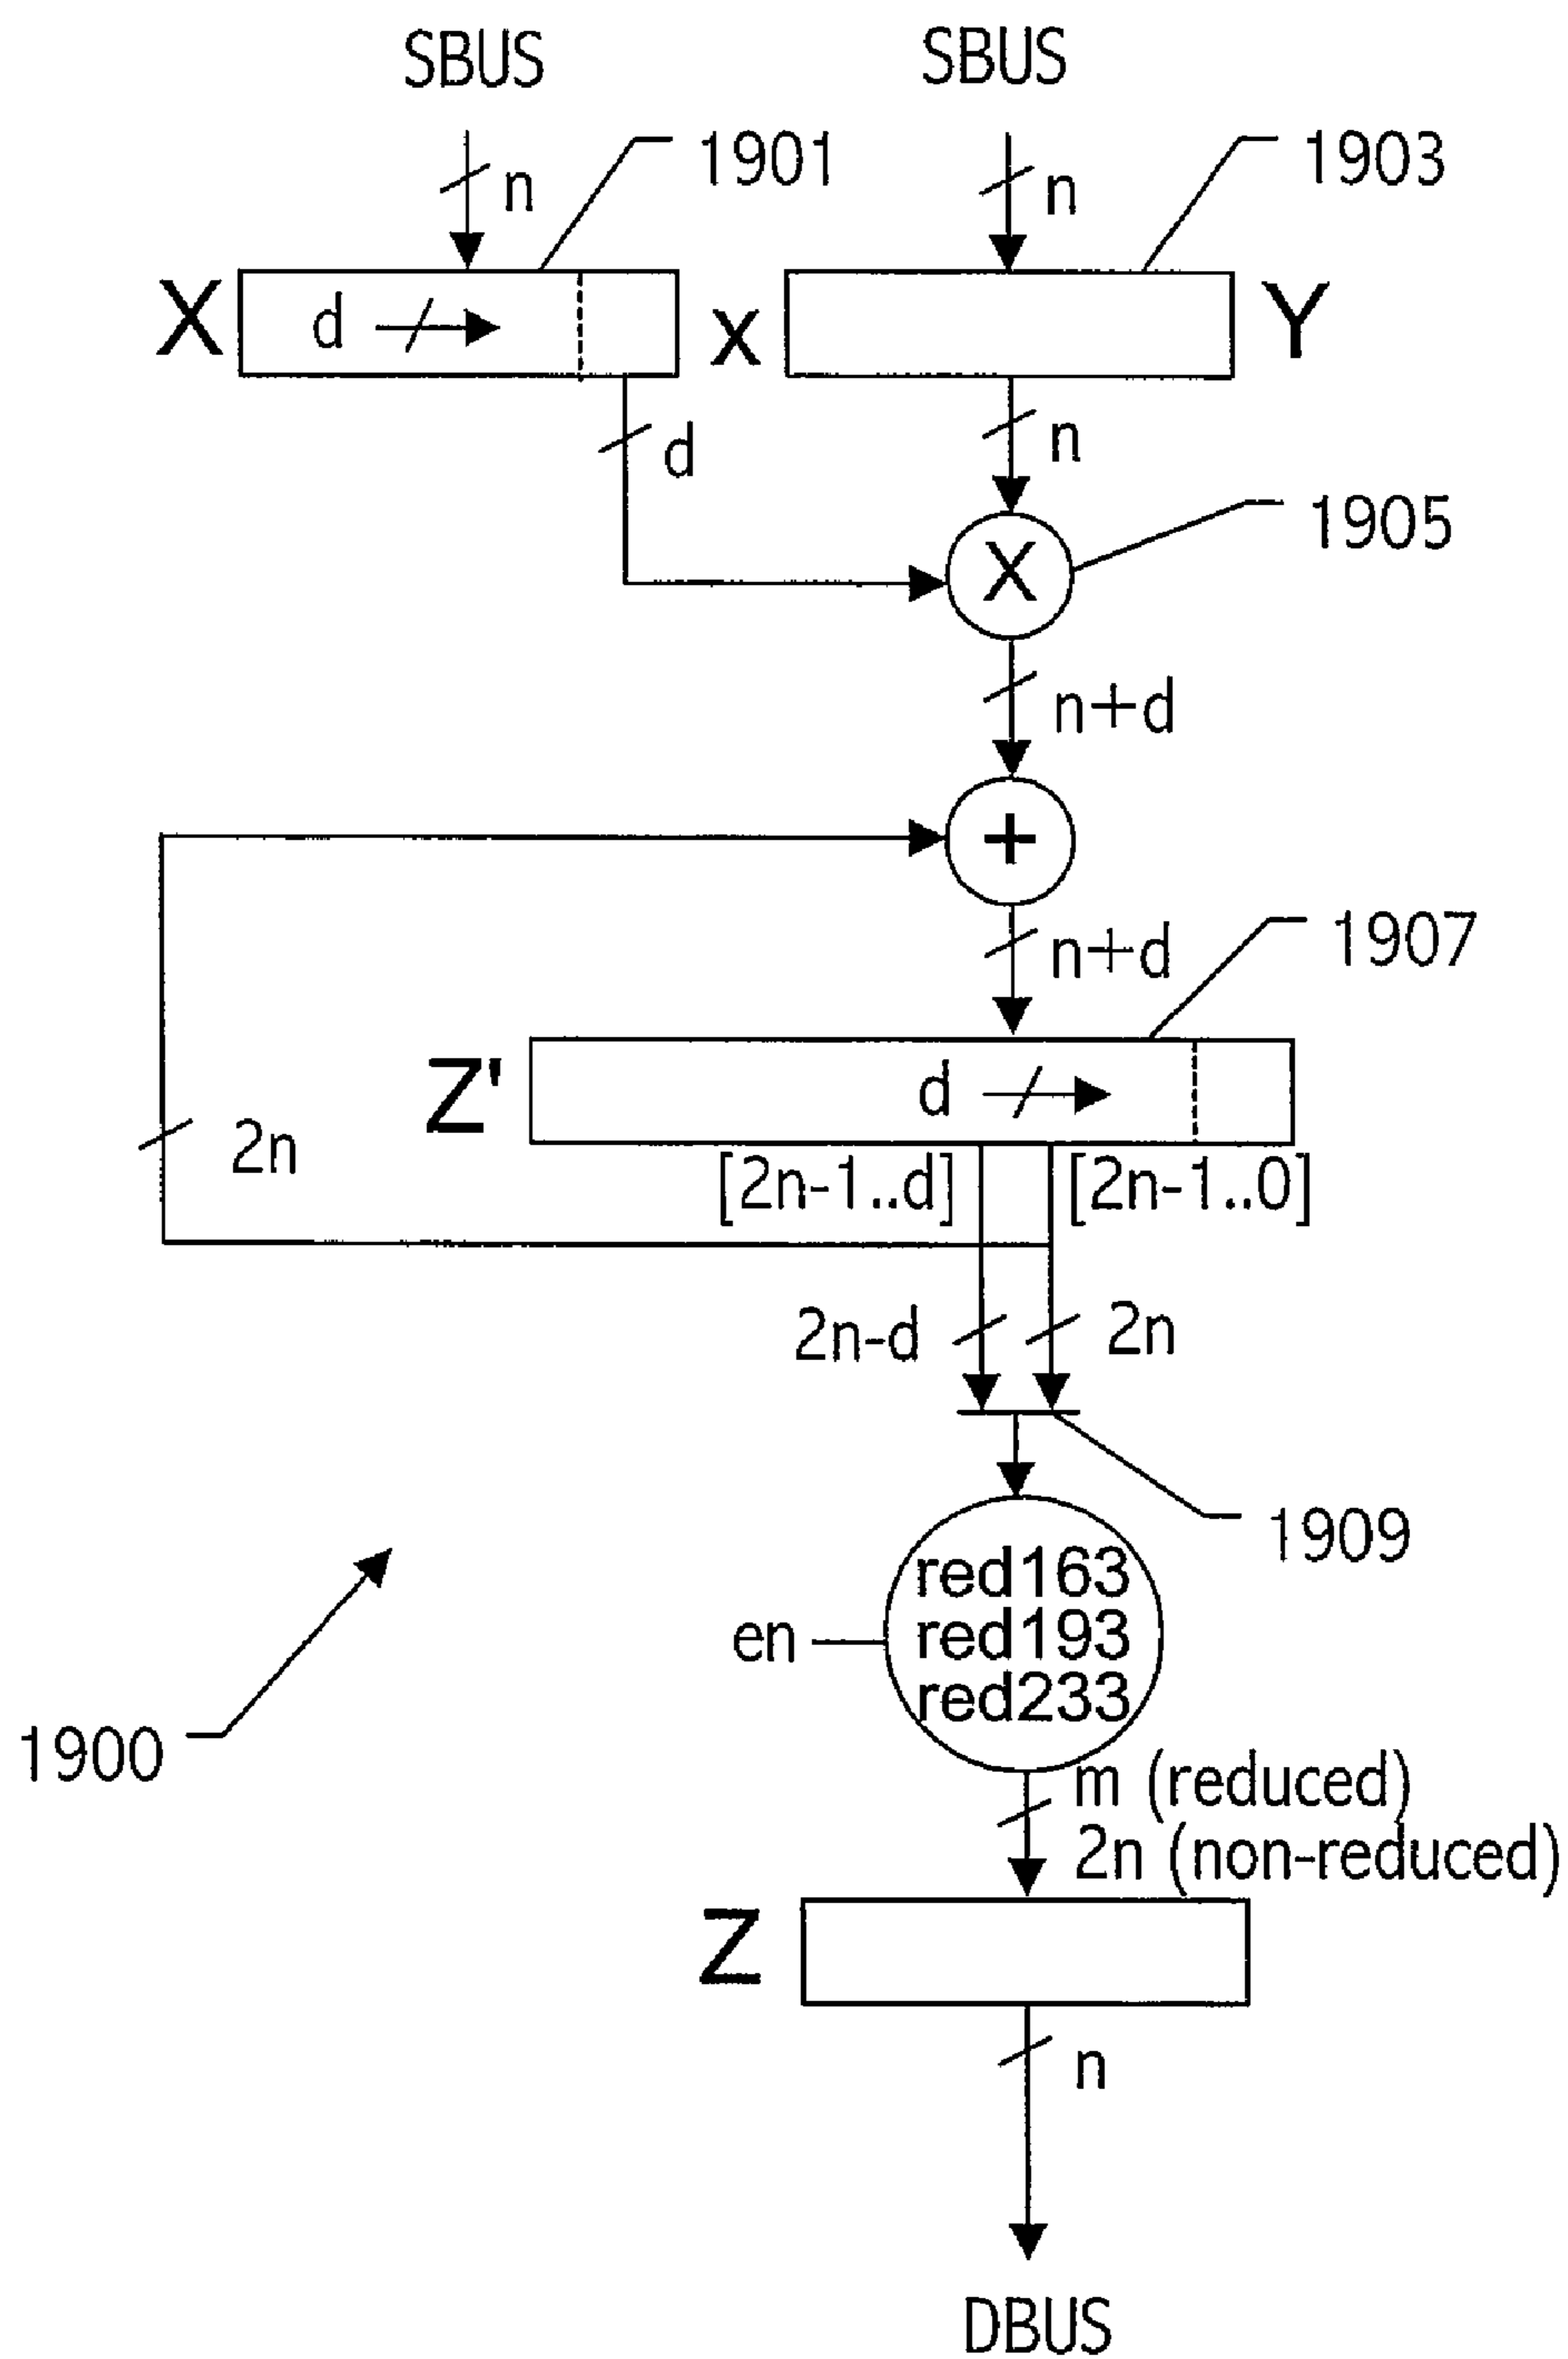 SBUS SBUS
1901 1903
n n
X d x Y
d n
1905
X
n+d
+
n+d
1907
Z' d
2n [2n-1..d] [2n-1..0]
2n-d 2n
1909
red163
en red193
red233
1900
m (reduced)
2n (non-reduced)
Z
n
DBUS